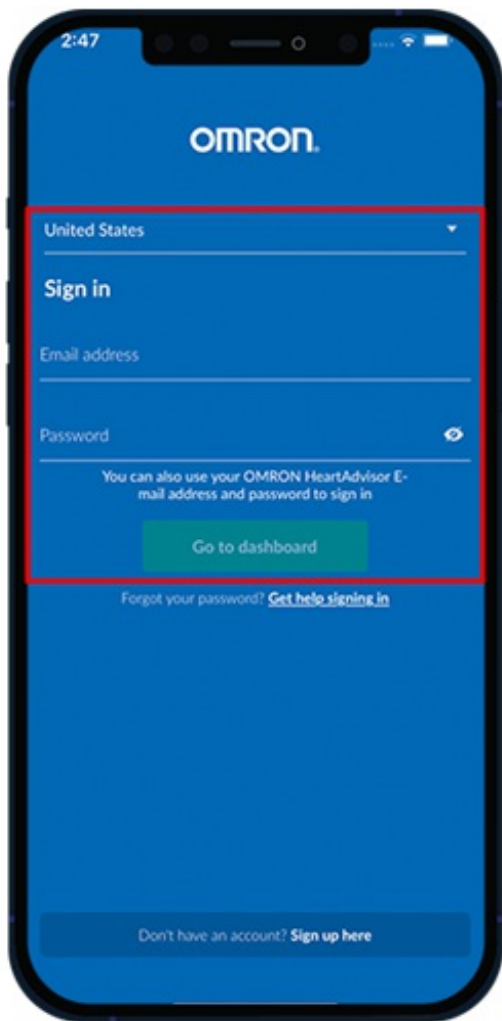 2:47
OMRON.
United States
Sign in
Email address
Password
You can also use your OMRON HeartAdvisor E-
mail address and password to sign in
Go to dashboard
Forgot your password? Get help signing in
Don't have an account? Sign up here